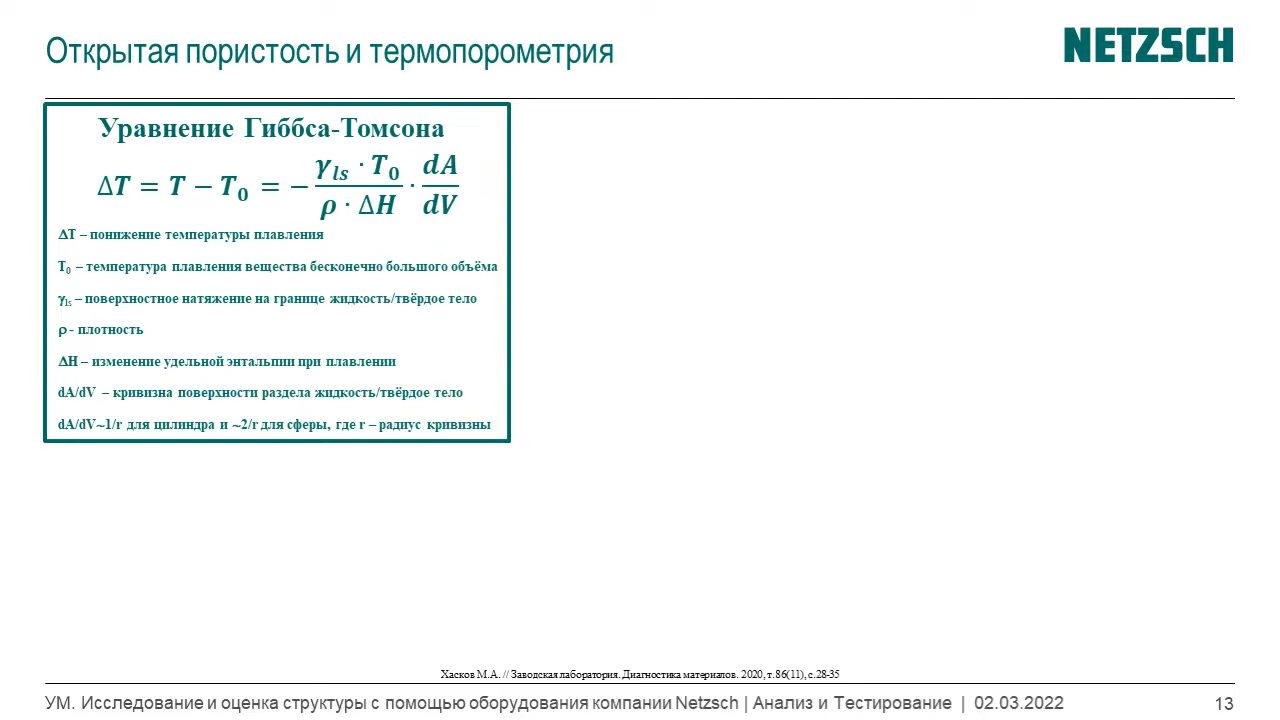 Открытая пористость и термопорометрия
NETZSCH
Уравнение Гиббса-Томсона
ΔT = T − T₀ = − (γₗₛ · T₀)/(ρ · ΔH) · dA/dV
ΔT – понижение температуры плавления
T₀ – температура плавления вещества бесконечно большого объёма
γₗₛ – поверхностное натяжение на границе жидкость/твёрдое тело
ρ - плотность
ΔH – изменение удельной энтальпии при плавлении
dA/dV – кривизна поверхности раздела жидкость/твёрдое тело
dA/dV~1/r для цилиндра и ~2/r для сферы, где r – радиус кривизны
Хасков М.А. // Заводская лаборатория. Диагностика материалов. 2020, т.86(11), с.28-35
УМ. Исследование и оценка структуры с помощью оборудования компании Netzsch | Анализ и Тестирование | 02.03.2022
13